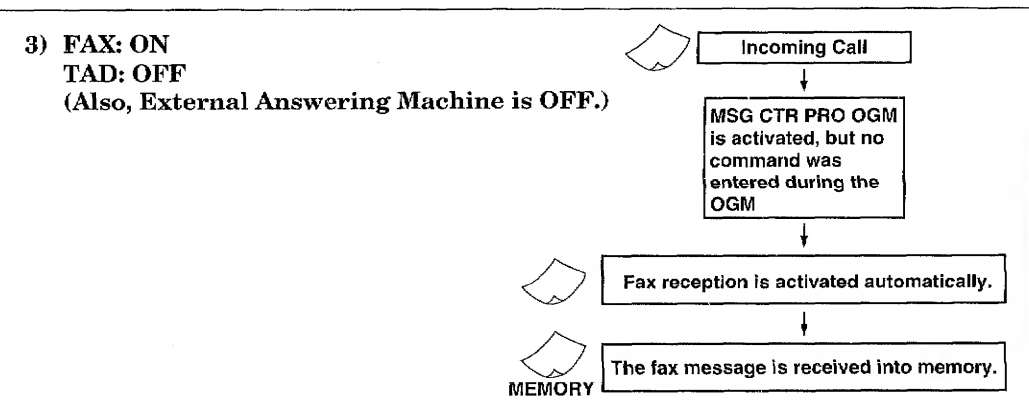 3) FAX: ON
TAD: OFF
(Also, External Answering Machine is OFF.)
Incoming Call
MSG CTR PRO OGM
is activated, but no
command was
entered during the
OGM
Fax reception is activated automatically.
The fax message is received into memory.
MEMORY